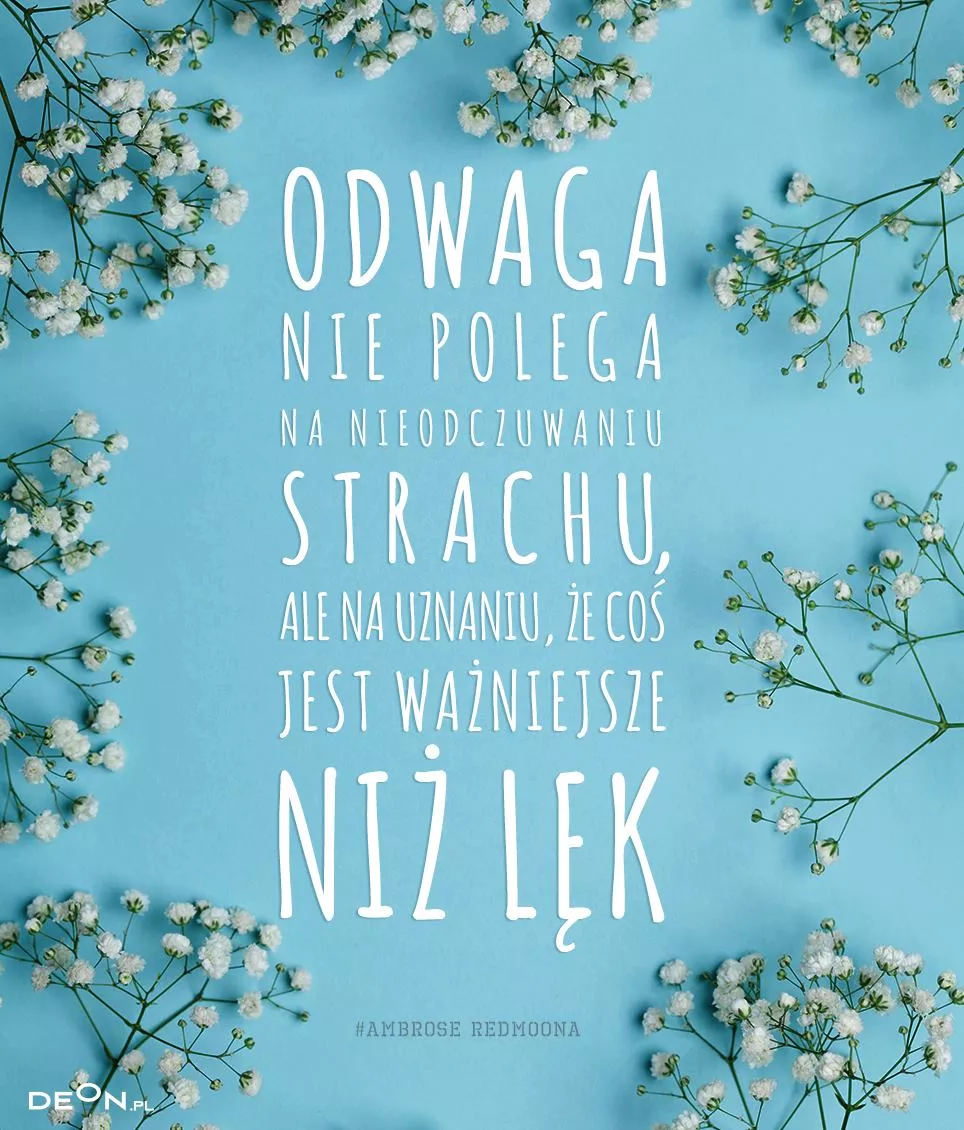 ODWAGA
NIE POLEGA
NA NIEODCZUWANIU
STRACHU,
ALE NA UZNANIU, ŻE COŚ
JEST WAŻNIEJSZE
NIŻ LĘK
#AMBROSE REDMOONA
DEON.PL